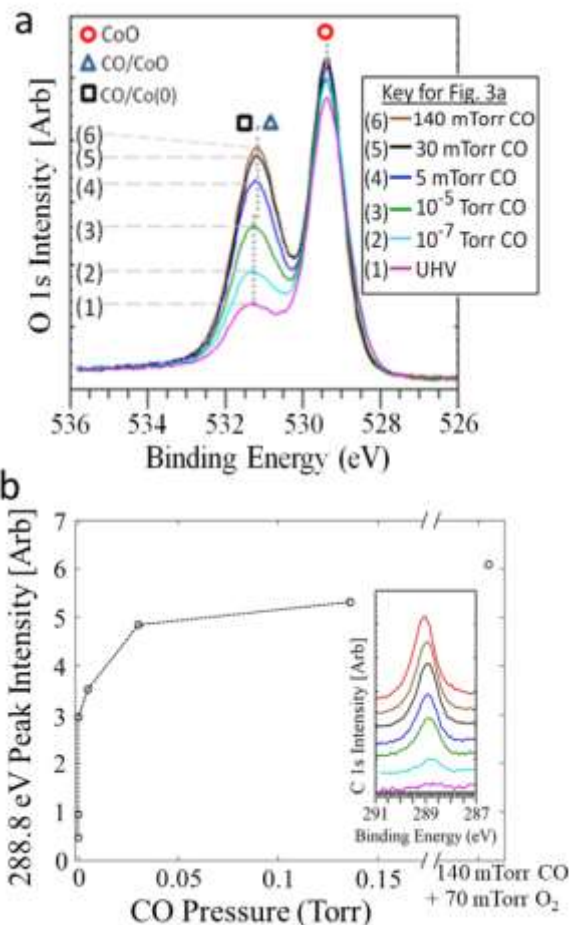 a
CoO
CO/CoO
CO/Co(0)
Key for Fig. 3a
(6) 140 mTorr CO
(5) 30 mTorr CO
(4) 5 mTorr CO
(3) 10⁻⁵ Torr CO
(2) 10⁻⁷ Torr CO
(1) UHV
(6)
(5)
(4)
(3)
(2)
(1)
O 1s Intensity [Arb]
536 534 532 530 528 526
Binding Energy (eV)
b
7
6
5
4
3
2
1
0
288.8 eV Peak Intensity [Arb]
C 1s Intensity [Arb]
291 289 287
Binding Energy (eV)
0 0.05 0.1 0.15
140 mTorr CO
+ 70 mTorr O₂
CO Pressure (Torr)